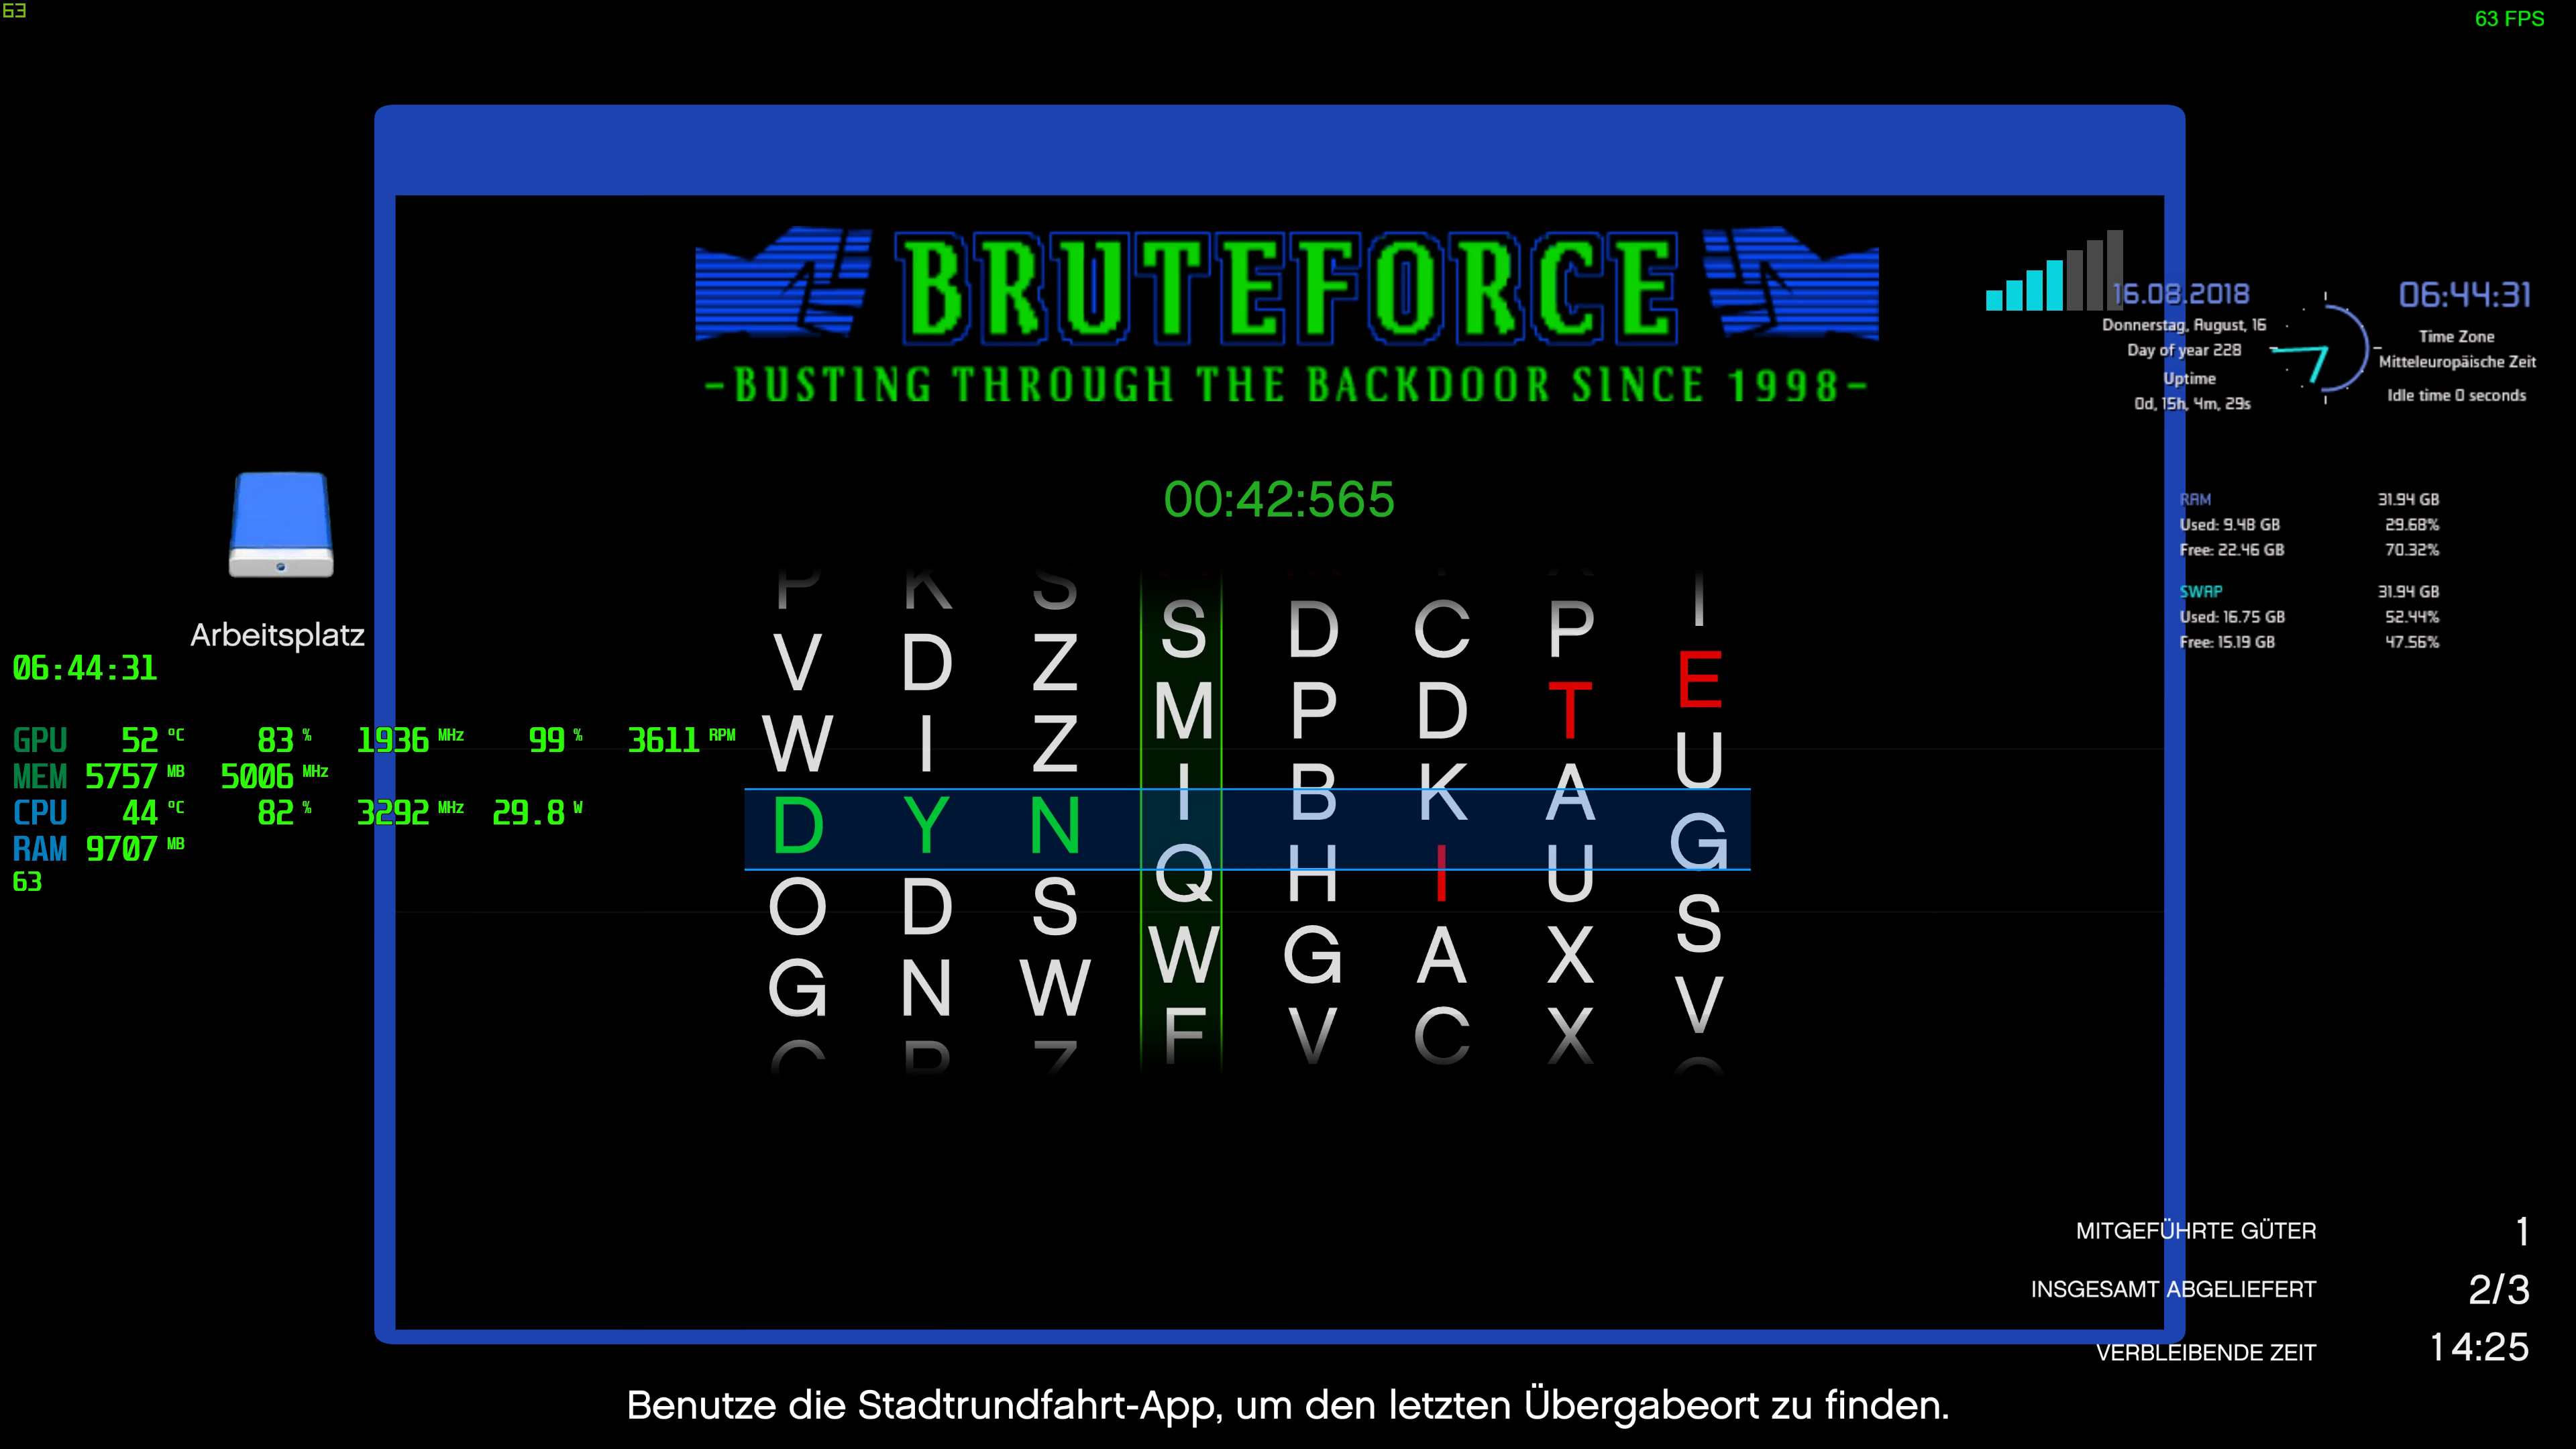 63
63 FPS
BRUTEFORCE
-BUSTING THROUGH THE BACKDOOR SINCE 1998-
16.08.2018
Donnerstag, August, 16
Day of year 228
Uptime
0d, 15h, 4m, 29s
06:44:31
Time Zone
Mitteleuropäische Zeit
Idle time 0 seconds
00:42:565
RAM 31.94 GB
Used: 9.48 GB 29.68%
Free: 22.46 GB 70.32%
SWAP 31.94 GB
Used: 16.75 GB 52.44%
Free: 15.19 GB 47.56%
Arbeitsplatz
06:44:31
GPU 52 °C 83 % 1936 MHz 99 % 3611 RPM
MEM 5757 MB 5006 MHz
CPU 44 °C 82 % 3292 MHz 29.8 W
RAM 9707 MB
63
P K S I
V D Z S D C P E
W I Z M P D T U
D Y N I B K A G
O D S Q H I U S
G N W W G A X V
Z V C X
MITGEFÜHRTE GÜTER 1
INSGESAMT ABGELIEFERT 2/3
VERBLEIBENDE ZEIT 14:25
Benutze die Stadtrundfahrt-App, um den letzten Übergabeort zu finden.